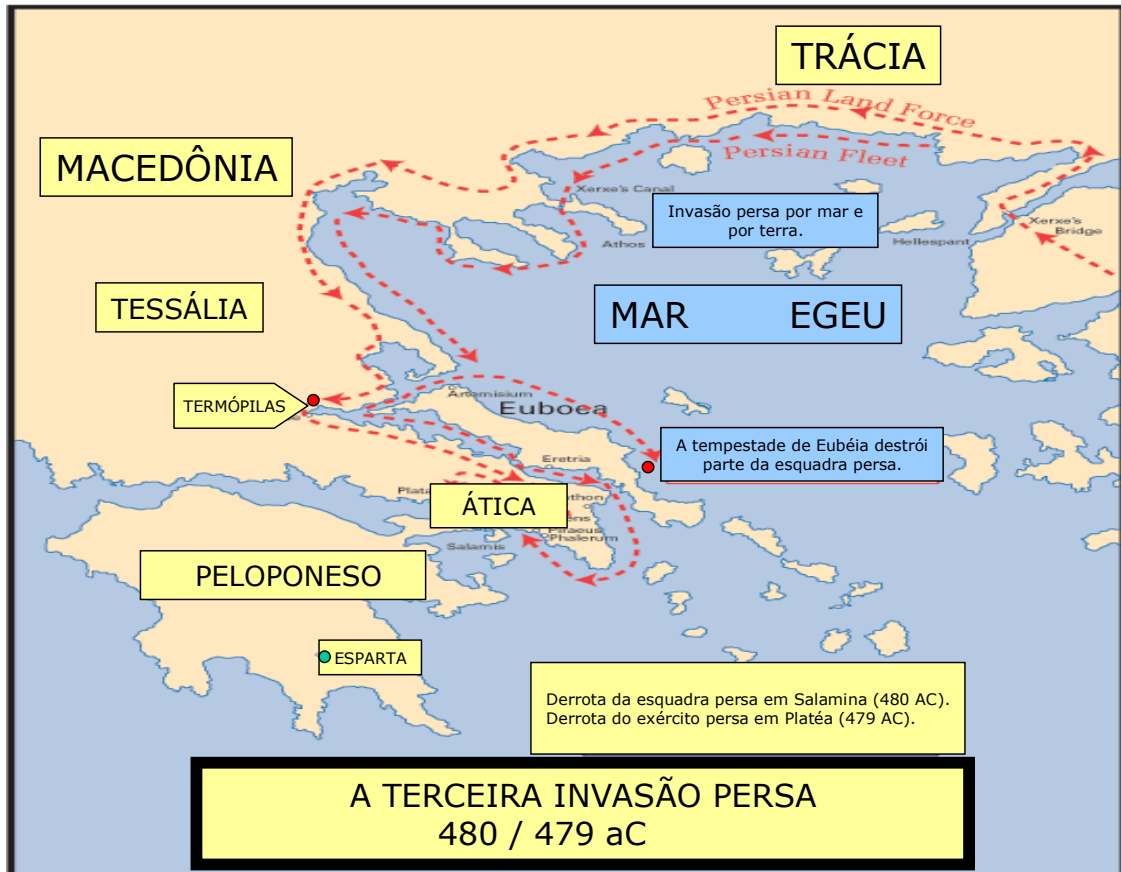 TRÁCIA
Persian Land Force
MACEDÔNIA
Persian Fleet
Xerxe's Canal
Invasão persa por mar e
por terra.
Xerxe's
Bridge
Athos
Hellespant
TESSÁLIA
MAR EGEU
TERMÓPILAS
Artemisium
Euboea
A tempestade de Eubéia destrói
parte da esquadra persa.
Eretria
ÁTICA
Phalerum
Salamis
PELOPONESO
ESPARTA
Derrota da esquadra persa em Salamina (480 AC).
Derrota do exército persa em Platéa (479 AC).
A TERCEIRA INVASÃO PERSA
480 / 479 aC